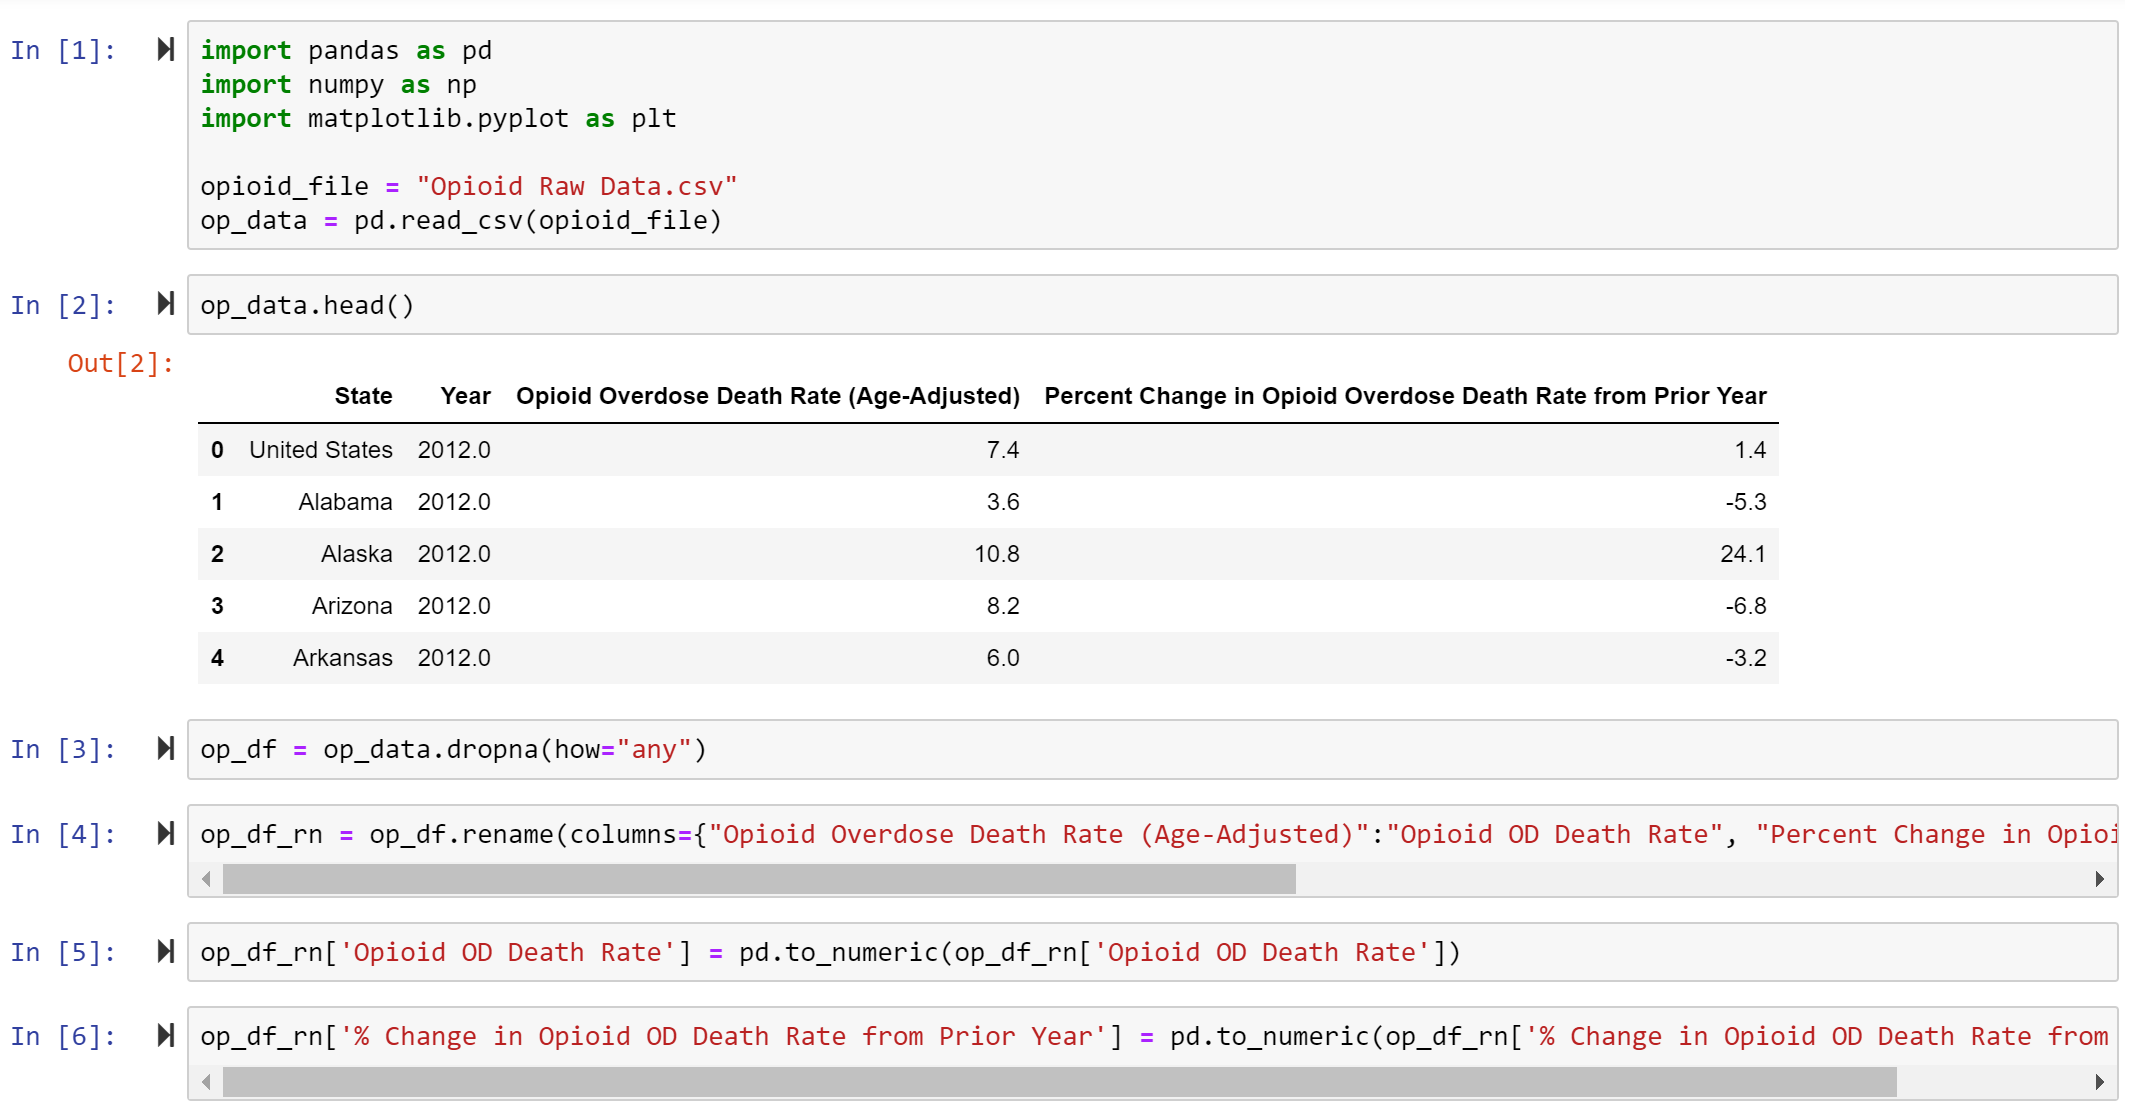 In [1]:
import pandas as pd
import numpy as np
import matplotlib.pyplot as plt
opioid_file = "Opioid Raw Data.csv"
op_data = pd.read_csv(opioid_file)
In [2]:
op_data.head()
Out[2]:
State Year Opioid Overdose Death Rate (Age-Adjusted) Percent Change in Opioid Overdose Death Rate from Prior Year
0 United States 2012.0 7.4 1.4
1 Alabama 2012.0 3.6 -5.3
2 Alaska 2012.0 10.8 24.1
3 Arizona 2012.0 8.2 -6.8
4 Arkansas 2012.0 6.0 -3.2
In [3]:
op_df = op_data.dropna(how="any")
In [4]:
op_df_rn = op_df.rename(columns={"Opioid Overdose Death Rate (Age-Adjusted)":"Opioid OD Death Rate", "Percent Change in Opioi
In [5]:
op_df_rn['Opioid OD Death Rate'] = pd.to_numeric(op_df_rn['Opioid OD Death Rate'])
In [6]:
op_df_rn['% Change in Opioid OD Death Rate from Prior Year'] = pd.to_numeric(op_df_rn['% Change in Opioid OD Death Rate from